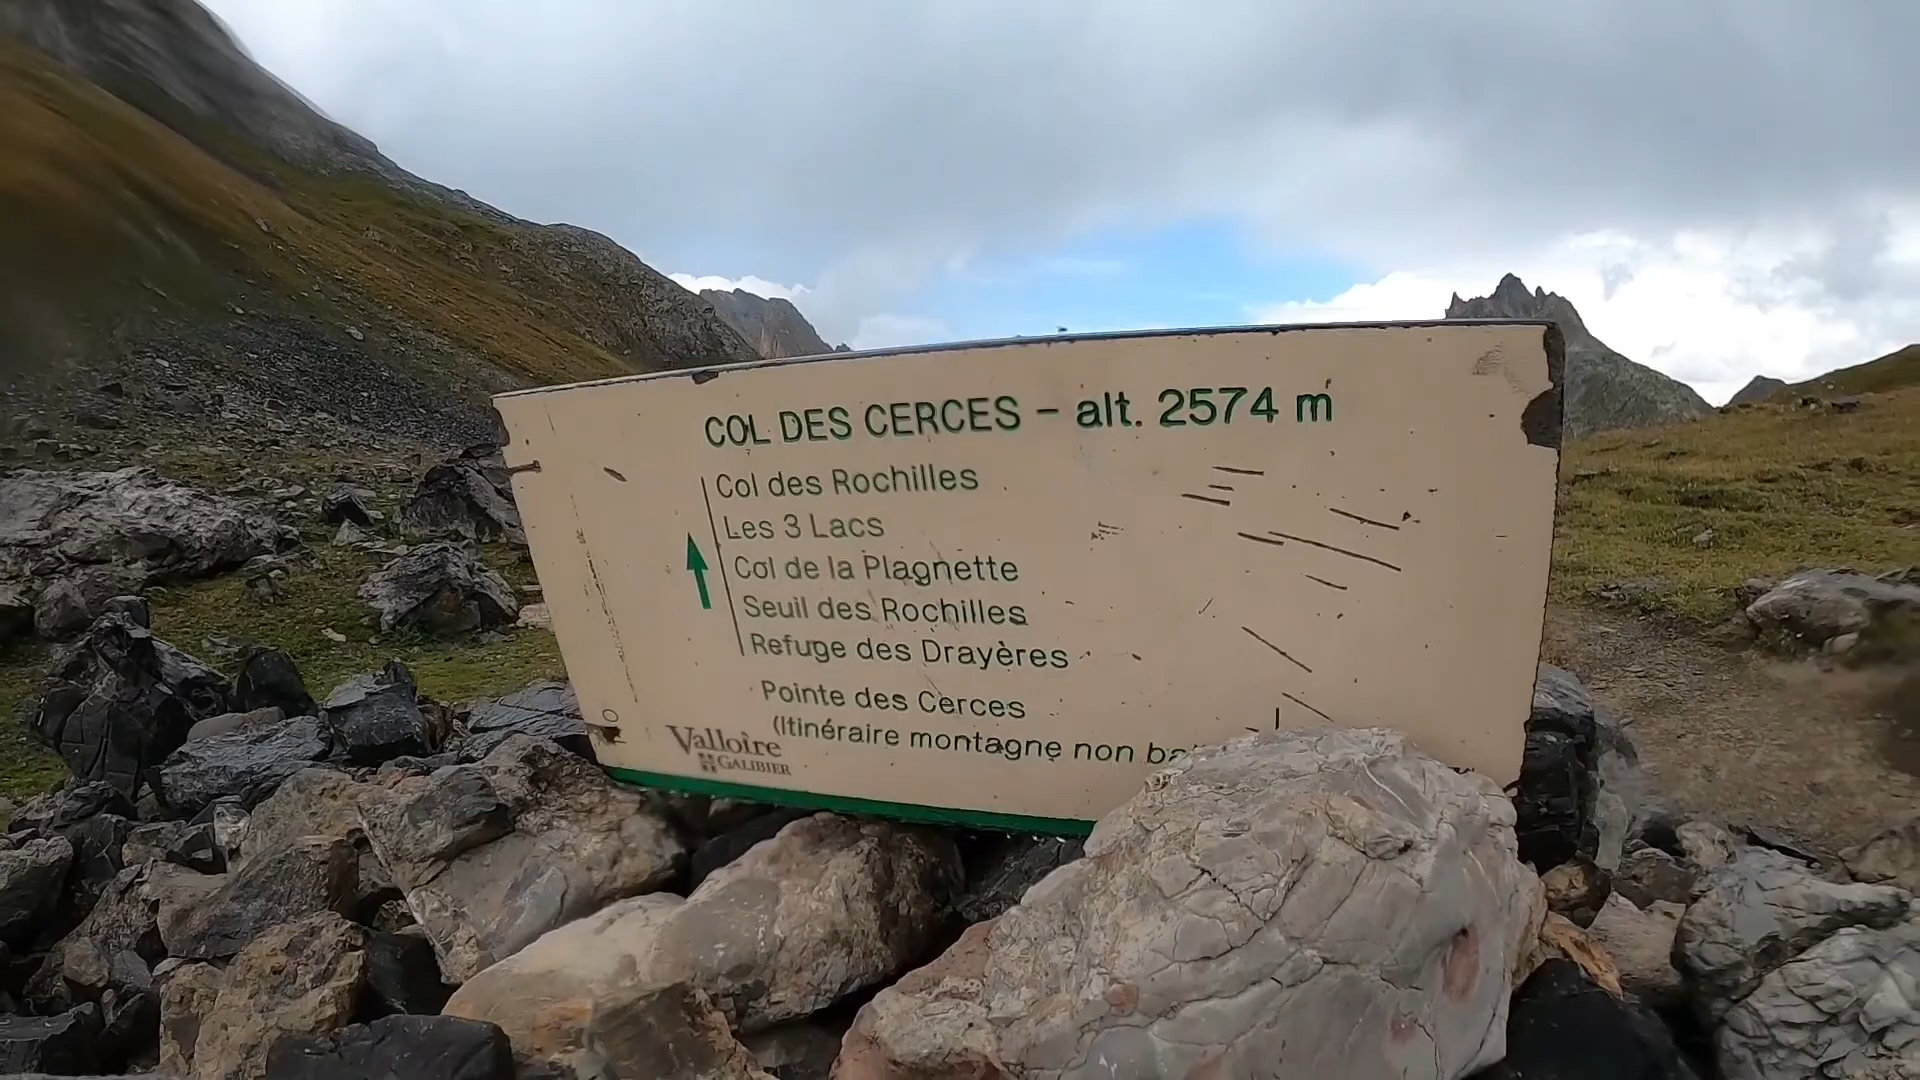 COL DES CERCES - alt. 2574 m
Col des Rochilles
Les 3 Lacs
Col de la Plagnette
Seuil des Rochilles
Refuge des Drayères
Pointe des Cerces
(Itinéraire montagne non
Valloire
GALIBIER